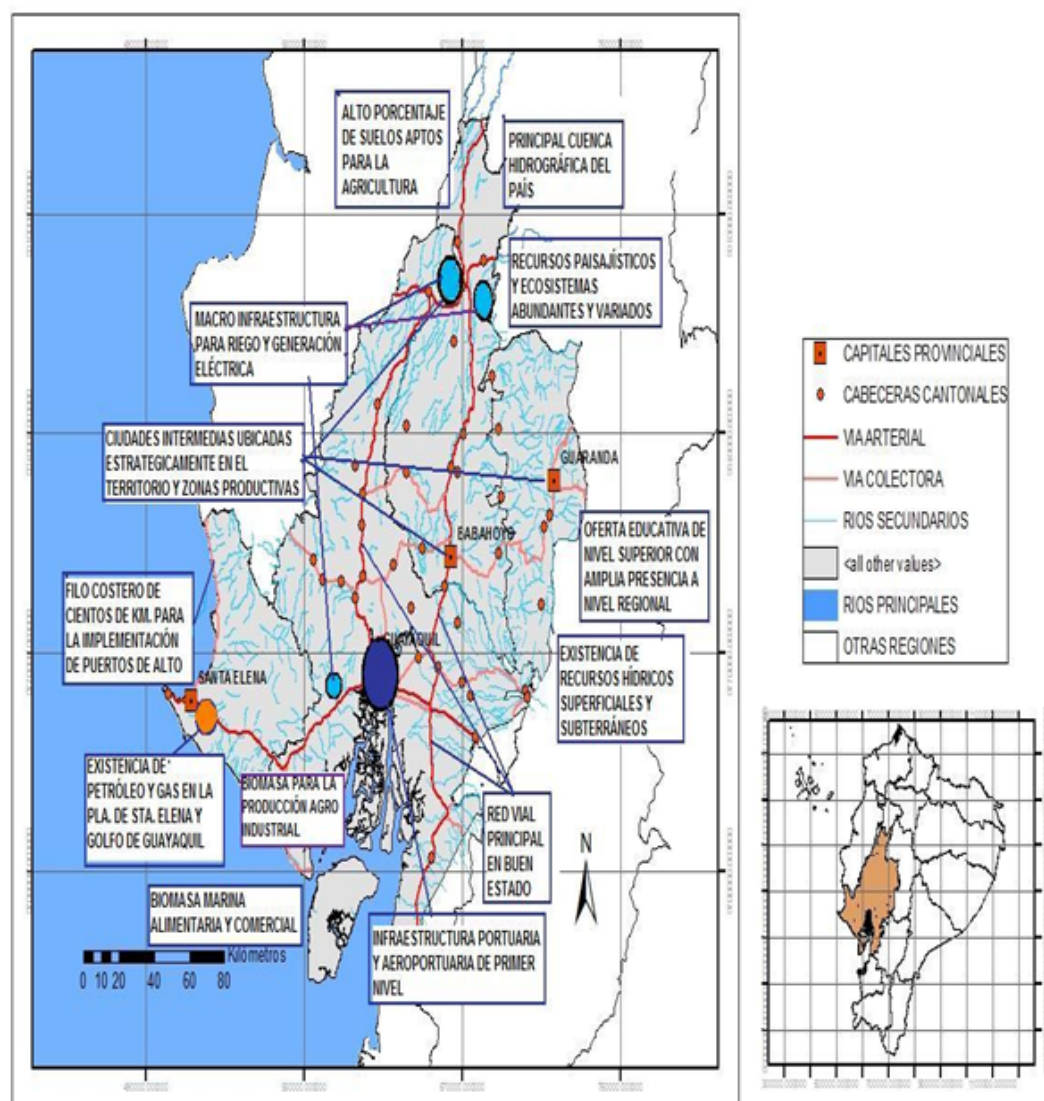 ALTO PORCENTAJE
DE SUELOS APTOS
PARA LA
AGRICULTURA
PRINCIPAL CUENCA
HIDROGRÁFICA DEL
PAÍS
RECURSOS PAISAJÍSTICOS
Y ECOSISTEMAS
ABUNDANTES Y VARIADOS
MACRO INFRAESTRUCTURA
PARA RIEGO Y GENERACIÓN
ELÉCTRICA
CIUDADES INTERMEDIAS UBICADAS
ESTRATEGICAMENTE EN EL
TERRITORIO Y ZONAS PRODUCTIVAS
GUARANDA
BABAHOYO
OFERTA EDUCATIVA DE
NIVEL SUPERIOR CON
AMPLIA PRESENCIA A
NIVEL REGIONAL
FILO COSTERO DE
CIENTOS DE KM. PARA
LA IMPLEMENTACIÓN
DE PUERTOS DE ALTO
GUAYAQUIL
SANTA ELENA
EXISTENCIA DE
RECURSOS HÍDRICOS
SUPERFICIALES Y
SUBTERRÁNEOS
EXISTENCIA DE
PETRÓLEO Y GAS EN LA
PLA. DE STA. ELENA Y
GOLFO DE GUAYAQUIL
BIOMASA PARA LA
PRODUCCIÓN AGRO
INDUSTRIAL
RED VIAL
PRINCIPAL
EN BUEN
ESTADO
N
BIOMASA MARINA
ALIMENTARIA Y COMERCIAL
INFRAESTRUCTURA PORTUARIA
Y AEROPORTUARIA DE PRIMER
NIVEL
Kilómetros
0 10 20 40 60 80
CAPITALES PROVINCIALES
CABECERAS CANTONALES
VIA ARTERIAL
VIA COLECTORA
RIOS SECUNDARIOS
<all other values>
RIOS PRINCIPALES
OTRAS REGIONES